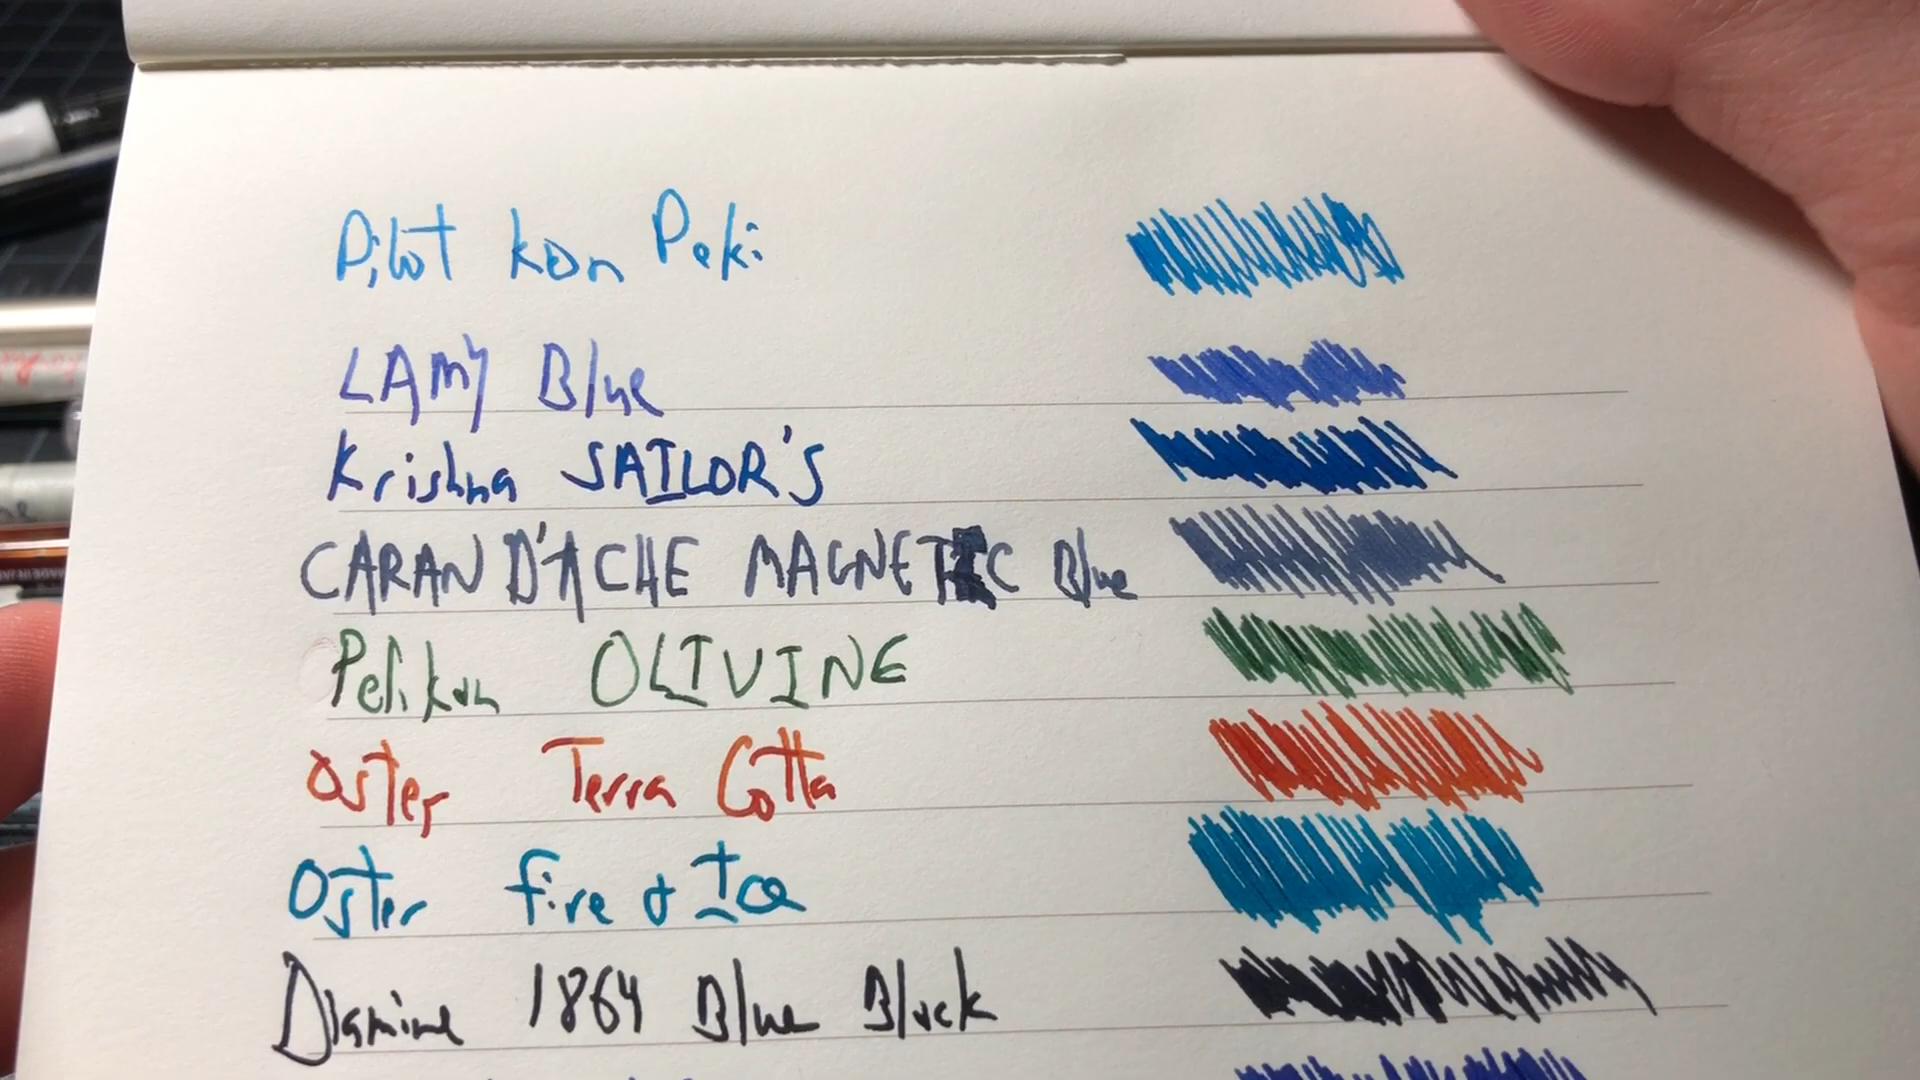 Pilot kon Peki
LAMY Blue
Krishna SAILOR'S
CARAN D'ACHE MAGNETIC Blue
Pelikan OLIVINE
Oster Terra Cotta
Oster fire & Ice
Diamine 1864 Blue Black